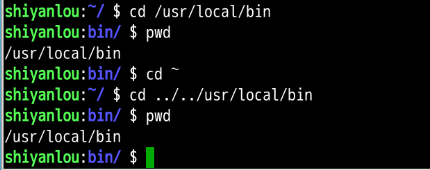 shiyanlou:~/ $ cd /usr/local/bin
shiyanlou:bin/ $ pwd
/usr/local/bin
shiyanlou:bin/ $ cd ~
shiyanlou:~/ $ cd ../../usr/local/bin
shiyanlou:bin/ $ pwd
/usr/local/bin
shiyanlou:bin/ $